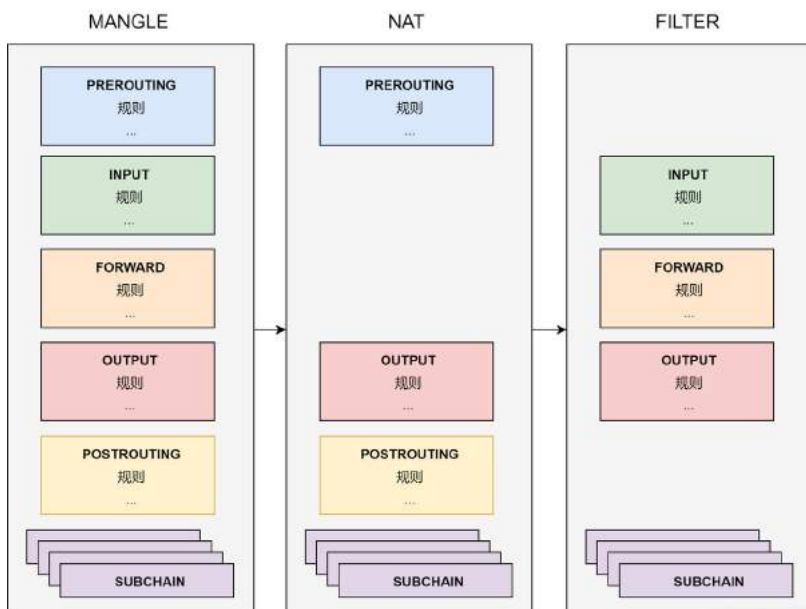 MANGLE
PREROUTING
规则
...
INPUT
规则
...
FORWARD
规则
...
OUTPUT
规则
...
POSTROUTING
规则
...
SUBCHAIN
NAT
PREROUTING
规则
...
OUTPUT
规则
...
POSTROUTING
规则
...
SUBCHAIN
FILTER
INPUT
规则
...
FORWARD
规则
...
OUTPUT
规则
...
SUBCHAIN